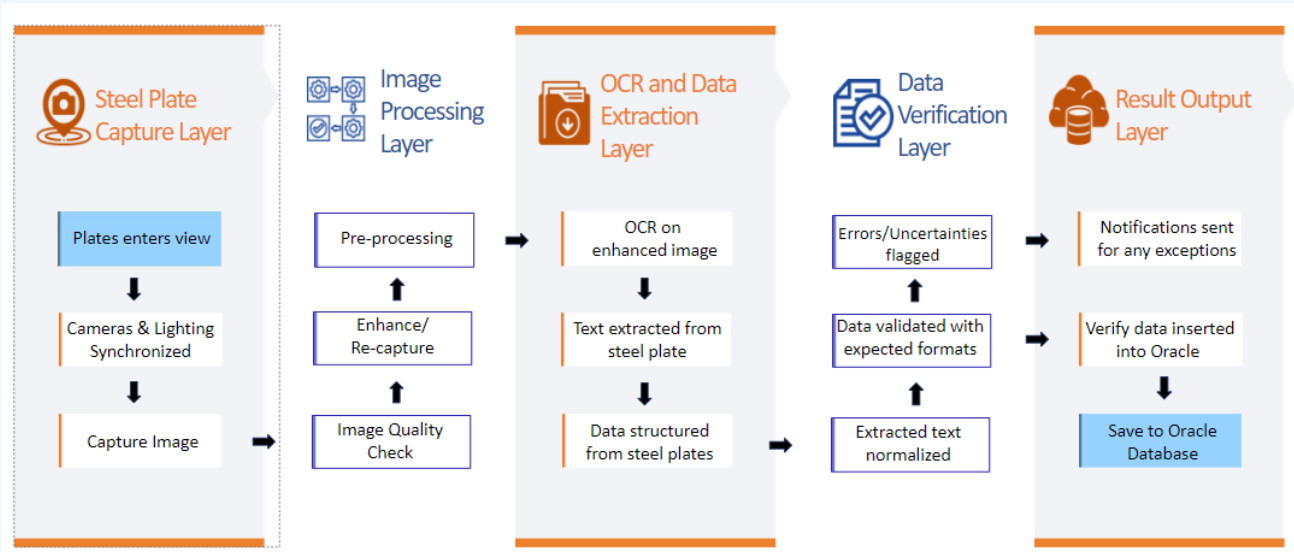 Steel Plate
Capture Layer
Image
Processing
Layer
OCR and Data
Extraction
Layer
Data
Verification
Layer
Result Output
Layer
Plates enters view
Cameras & Lighting
Synchronized
Capture Image
Pre-processing
Enhance/
Re-capture
Image Quality
Check
OCR on
enhanced image
Text extracted from
steel plate
Data structured
from steel plates
Errors/Uncertainties
flagged
Data validated with
expected formats
Extracted text
normalized
Notifications sent
for any exceptions
Verify data inserted
into Oracle
Save to Oracle
Database